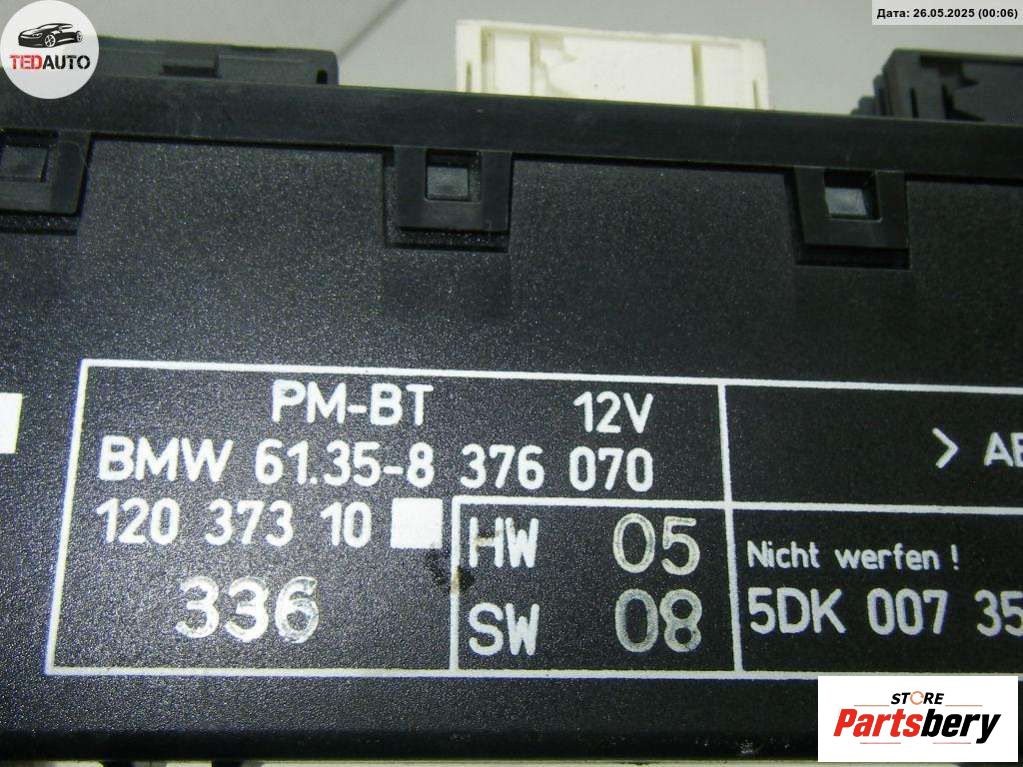 TEDAUTO
Дата: 26.05.2025 (00:06)
PM-BT 12V
BMW 61.35-8 376 070
120 373 10
336
HW 05
SW 08
> AB
Nicht werfen !
5DK 007 35
STORE
Partsbery